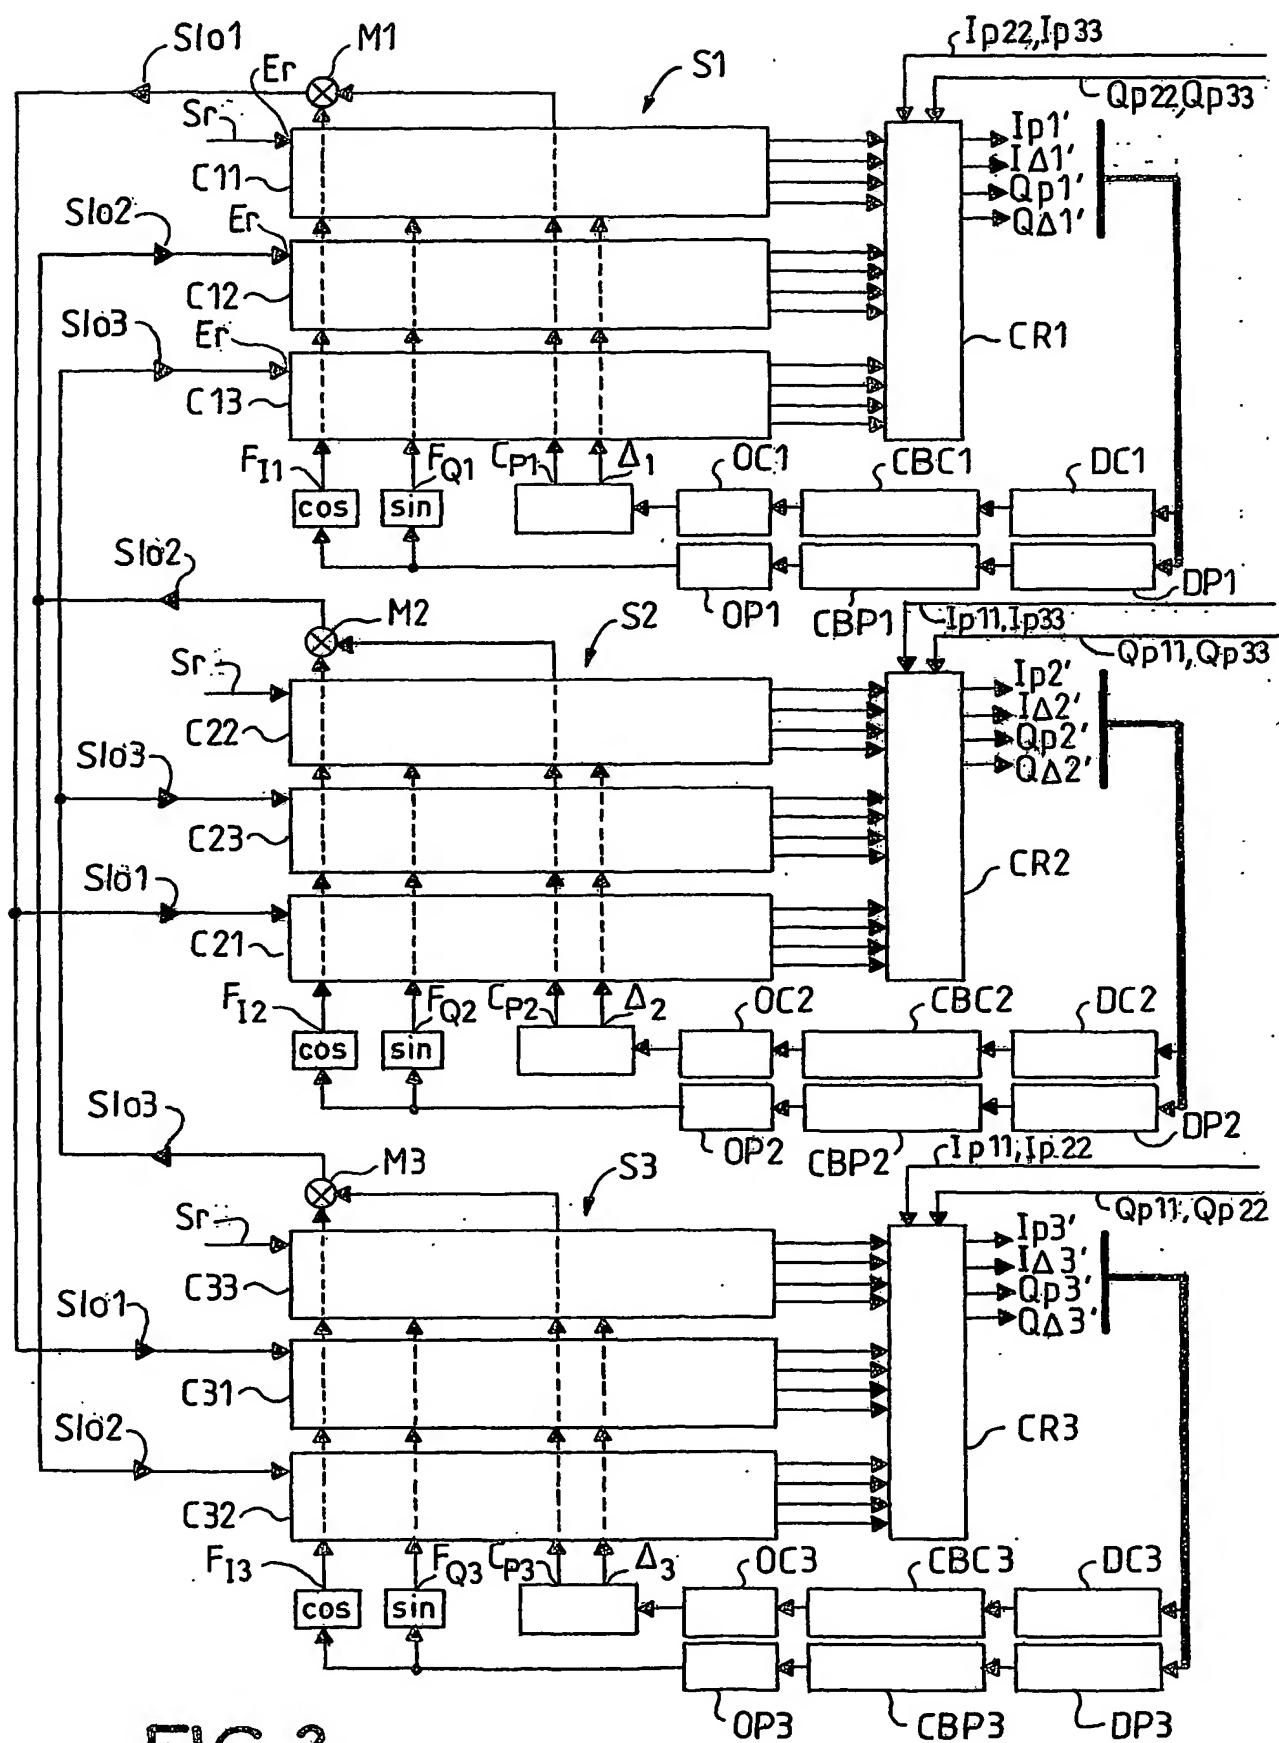 Slo1
M1
Ip22,Ip33
Er
S1
Qp22,Qp33
Sr
Ip1'
IΔ1'
C11
Qp1'
Slo2
Er
QΔ1'
C12
Slo3
Er
CR1
C13
FI1
FQ1
CP1
Δ1
OC1
CBC1
DC1
cos
sin
Slo2
DP1
M2
S2
OP1
CBP1
Ip11,Ip33
Qp11,Qp33
Sr
Ip2'
IΔ2'
C22
Qp2'
Slo3
QΔ2'
C23
CR2
Slo1
C21
FI2
FQ2
CP2
Δ2
OC2
CBC2
DC2
cos
sin
Slo3
DP2
M3
S3
OP2
CBP2
Ip11,Ip22
Sr
Qp11,Qp22
Ip3'
IΔ3'
C33
Qp3'
Slo1
QΔ3'
C31
Slo2
CR3
C32
FI3
FQ3
CP3
Δ3
OC3
CBC3
DC3
cos
sin
OP3
CBP3
DP3
FIG.3